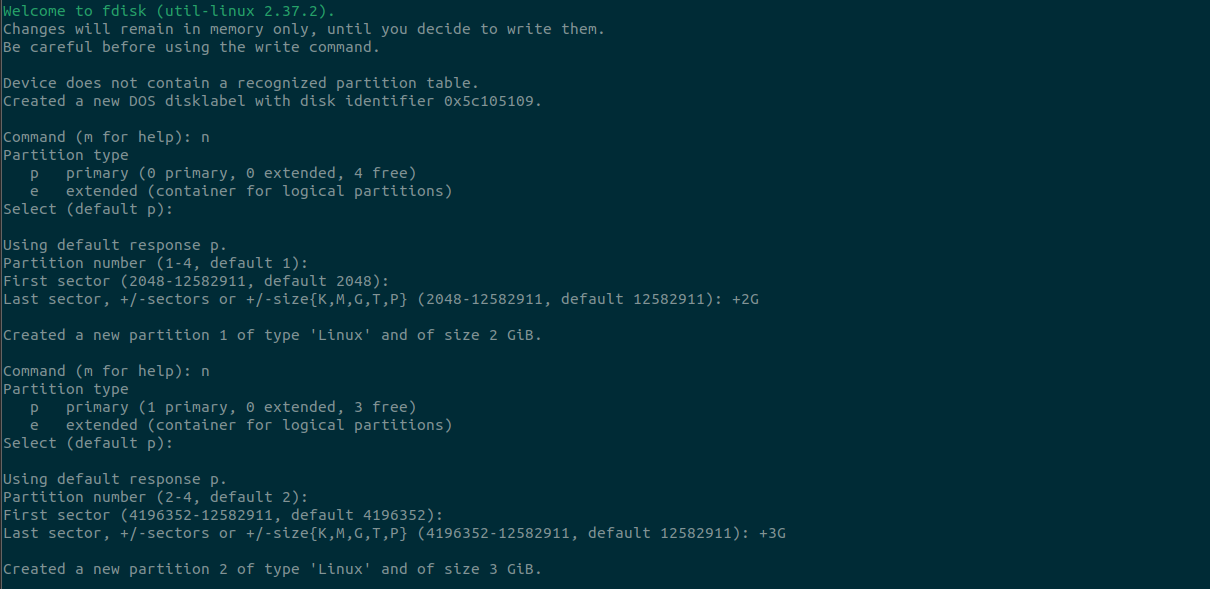 Welcome to fdisk (util-linux 2.37.2).
Changes will remain in memory only, until you decide to write them.
Be careful before using the write command.

Device does not contain a recognized partition table.
Created a new DOS disklabel with disk identifier 0x5c105109.

Command (m for help): n
Partition type
   p   primary (0 primary, 0 extended, 4 free)
   e   extended (container for logical partitions)
Select (default p):

Using default response p.
Partition number (1-4, default 1):
First sector (2048-12582911, default 2048):
Last sector, +/-sectors or +/-size{K,M,G,T,P} (2048-12582911, default 12582911): +2G

Created a new partition 1 of type 'Linux' and of size 2 GiB.

Command (m for help): n
Partition type
   p   primary (1 primary, 0 extended, 3 free)
   e   extended (container for logical partitions)
Select (default p):

Using default response p.
Partition number (2-4, default 2):
First sector (4196352-12582911, default 4196352):
Last sector, +/-sectors or +/-size{K,M,G,T,P} (4196352-12582911, default 12582911): +3G

Created a new partition 2 of type 'Linux' and of size 3 GiB.